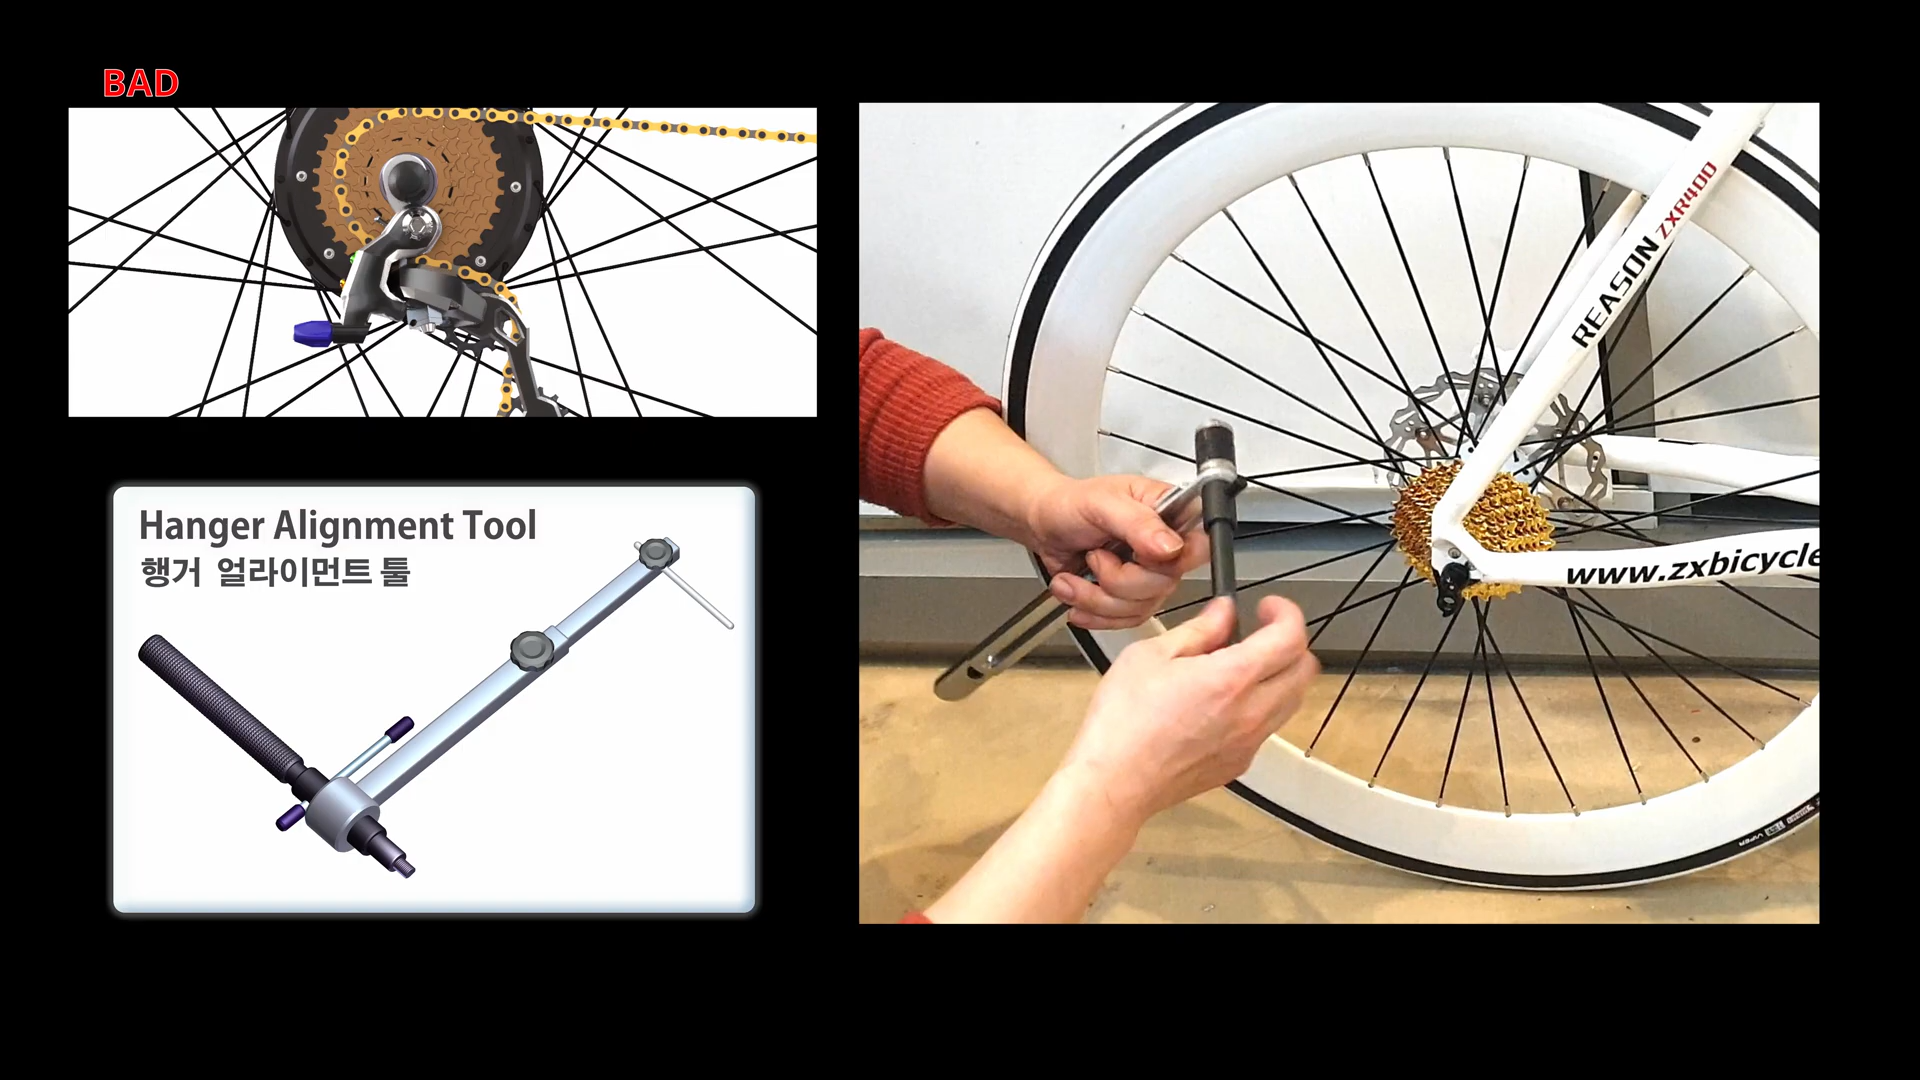 BAD
Hanger Alignment Tool
행거 얼라이먼트 툴
REASON ZXR400
www.zxbicycle